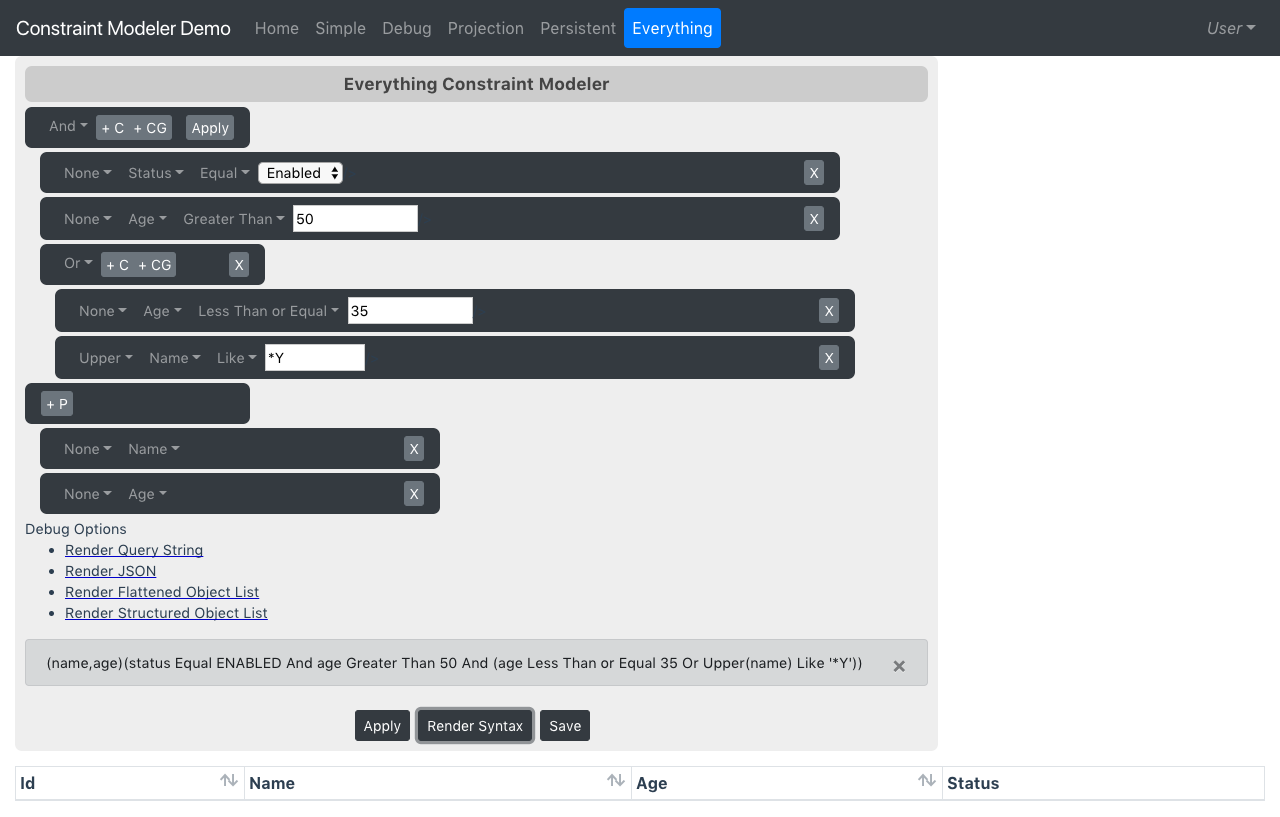 Constraint Modeler Demo Home Simple Debug Projection Persistent Everything User
Everything Constraint Modeler
And + C + CG Apply
None Status Equal Enabled X
None Age Greater Than 50 X
Or + C + CG X
None Age Less Than or Equal 35 X
Upper Name Like *Y X
+ P
None Name X
None Age X
Debug Options
• Render Query String
• Render JSON
• Render Flattened Object List
• Render Structured Object List
(name,age)(status Equal ENABLED And age Greater Than 50 And (age Less Than or Equal 35 Or Upper(name) Like '*Y')) ×
Apply Render Syntax Save
Id Name Age Status